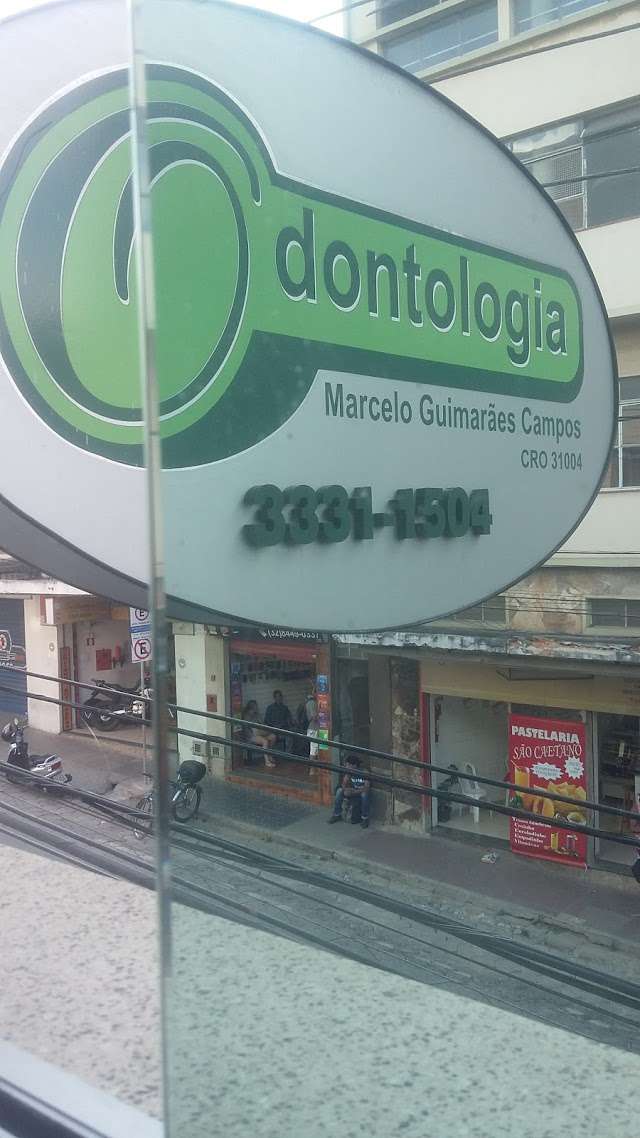 Odontologia
Marcelo Guimarães Campos
CRO 31004
3331-1504
E
E
PASTELARIA
SÃO CAETANO